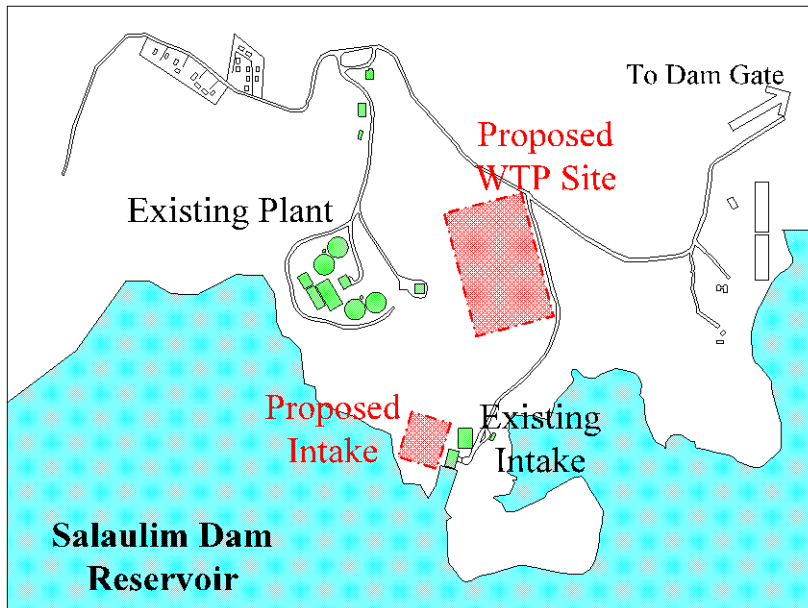 To Dam Gate
Proposed
WTP Site
Existing Plant
Proposed
Intake
Existing
Intake
Salaulim Dam
Reservoir